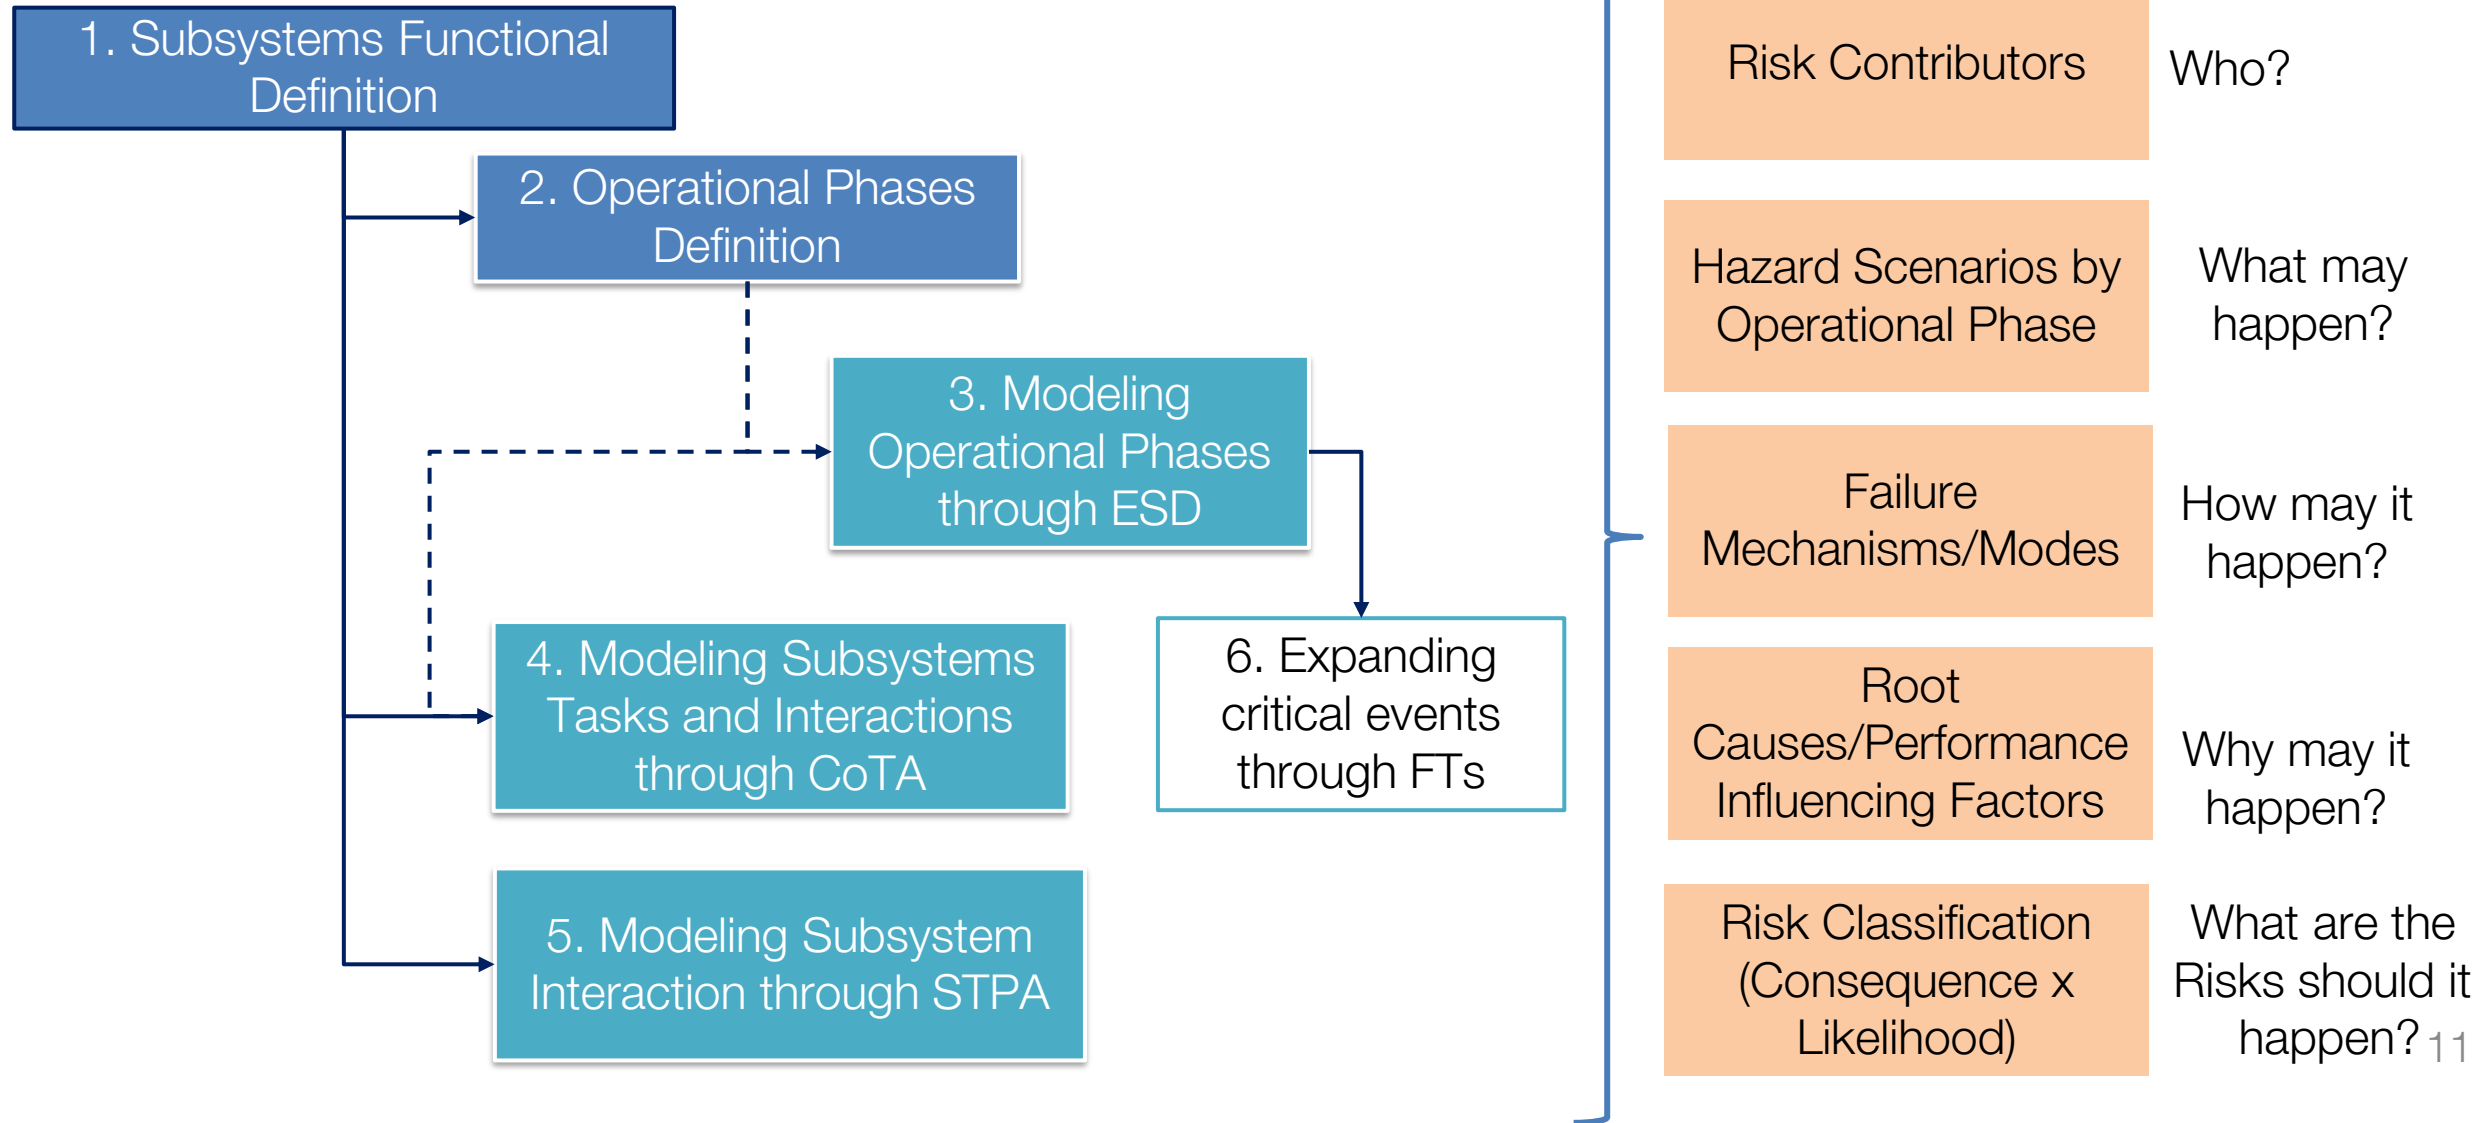 1. Subsystems Functional
Definition
2. Operational Phases
Definition
3. Modeling
Operational Phases
through ESD
4. Modeling Subsystems
Tasks and Interactions
through CoTA
5. Modeling Subsystem
Interaction through STPA
6. Expanding
critical events
through FTs
Risk Contributors
Who?
Hazard Scenarios by
Operational Phase
What may
happen?
Failure
Mechanisms/Modes
How may it
happen?
Root
Causes/Performance
Influencing Factors
Why may it
happen?
Risk Classification
(Consequence x
Likelihood)
What are the
Risks should it
happen?
11